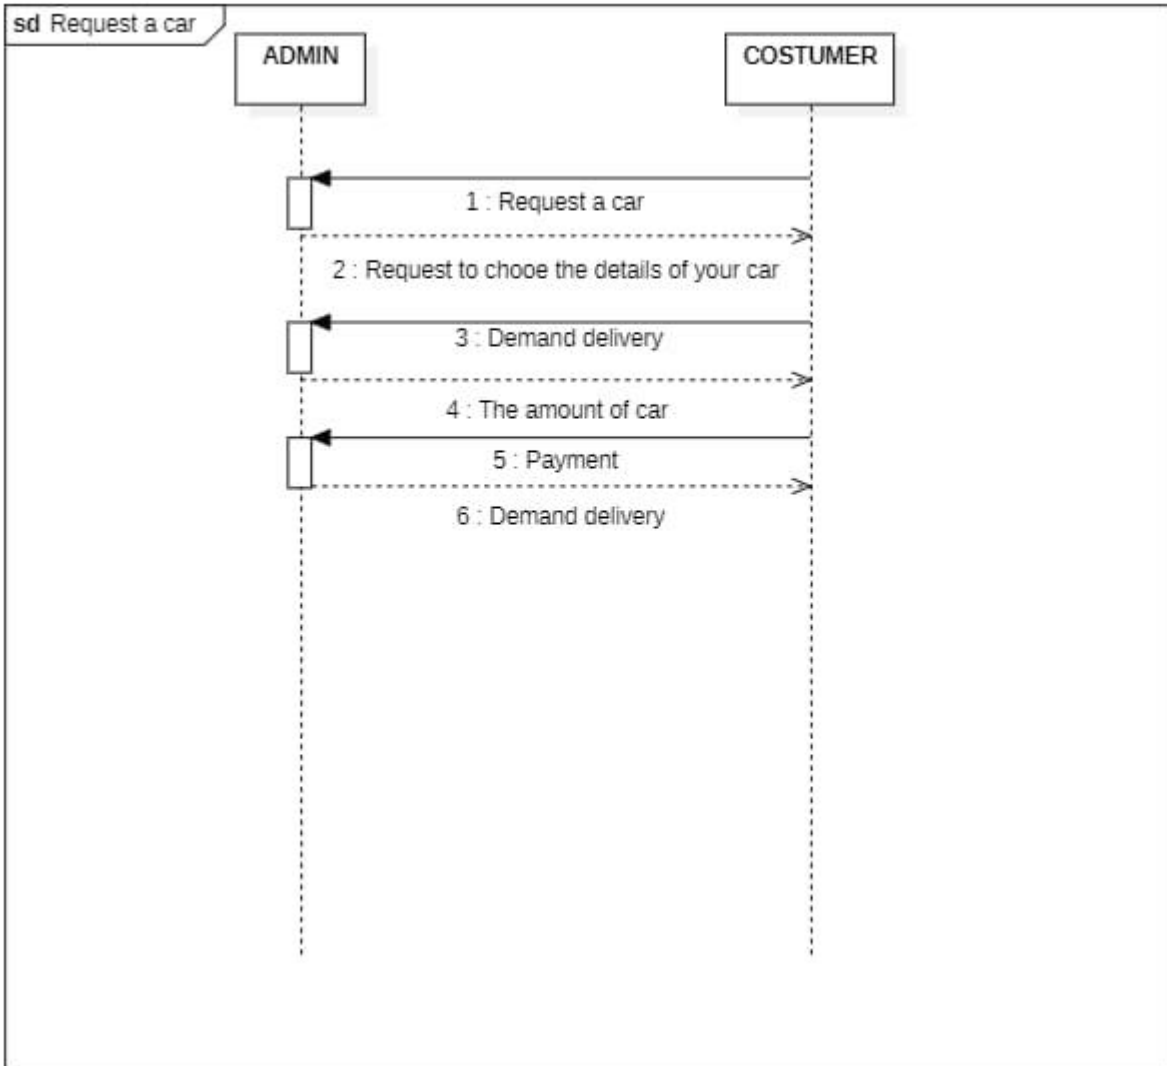 sd Request a car
ADMIN
COSTUMER
1 : Request a car
2 : Request to chooe the details of your car
3 : Demand delivery
4 : The amount of car
5 : Payment
6 : Demand delivery